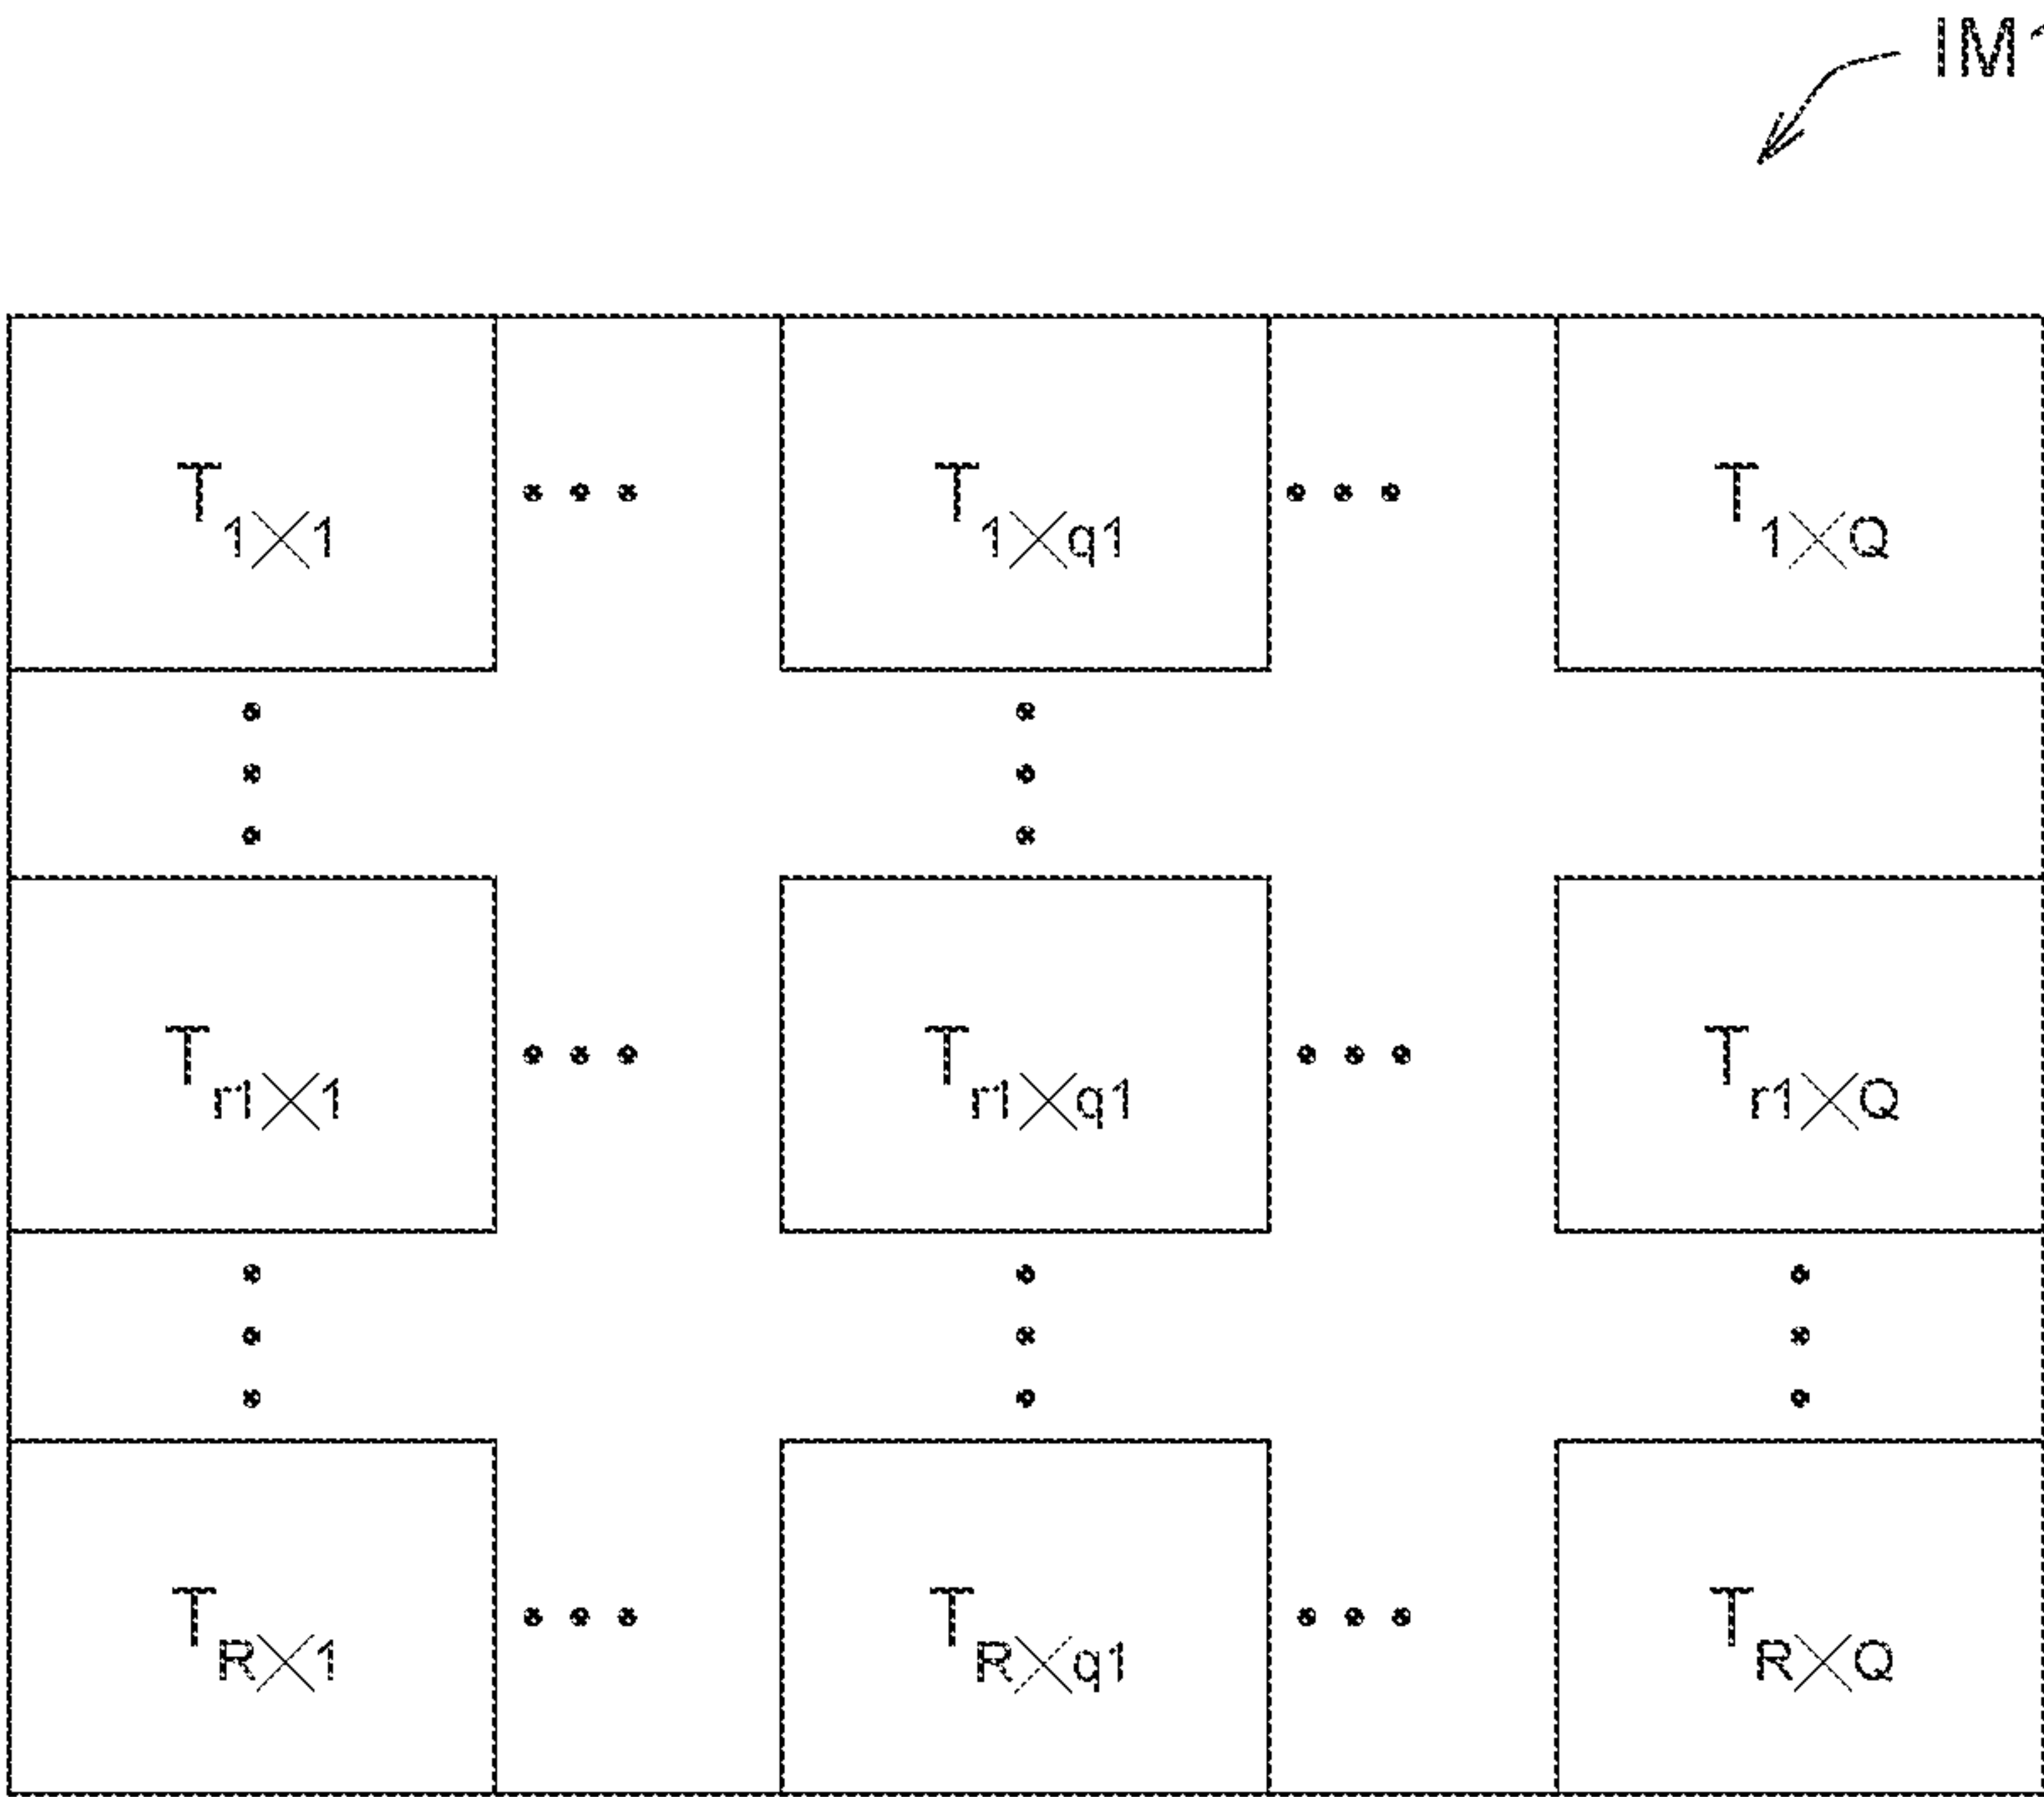 IM1
T1×1 ••• T1×q1 ••• T1×Q
Tr1×1 ••• Tr1×q1 ••• Tr1×Q
TR×1 ••• TR×q1 ••• TR×Q